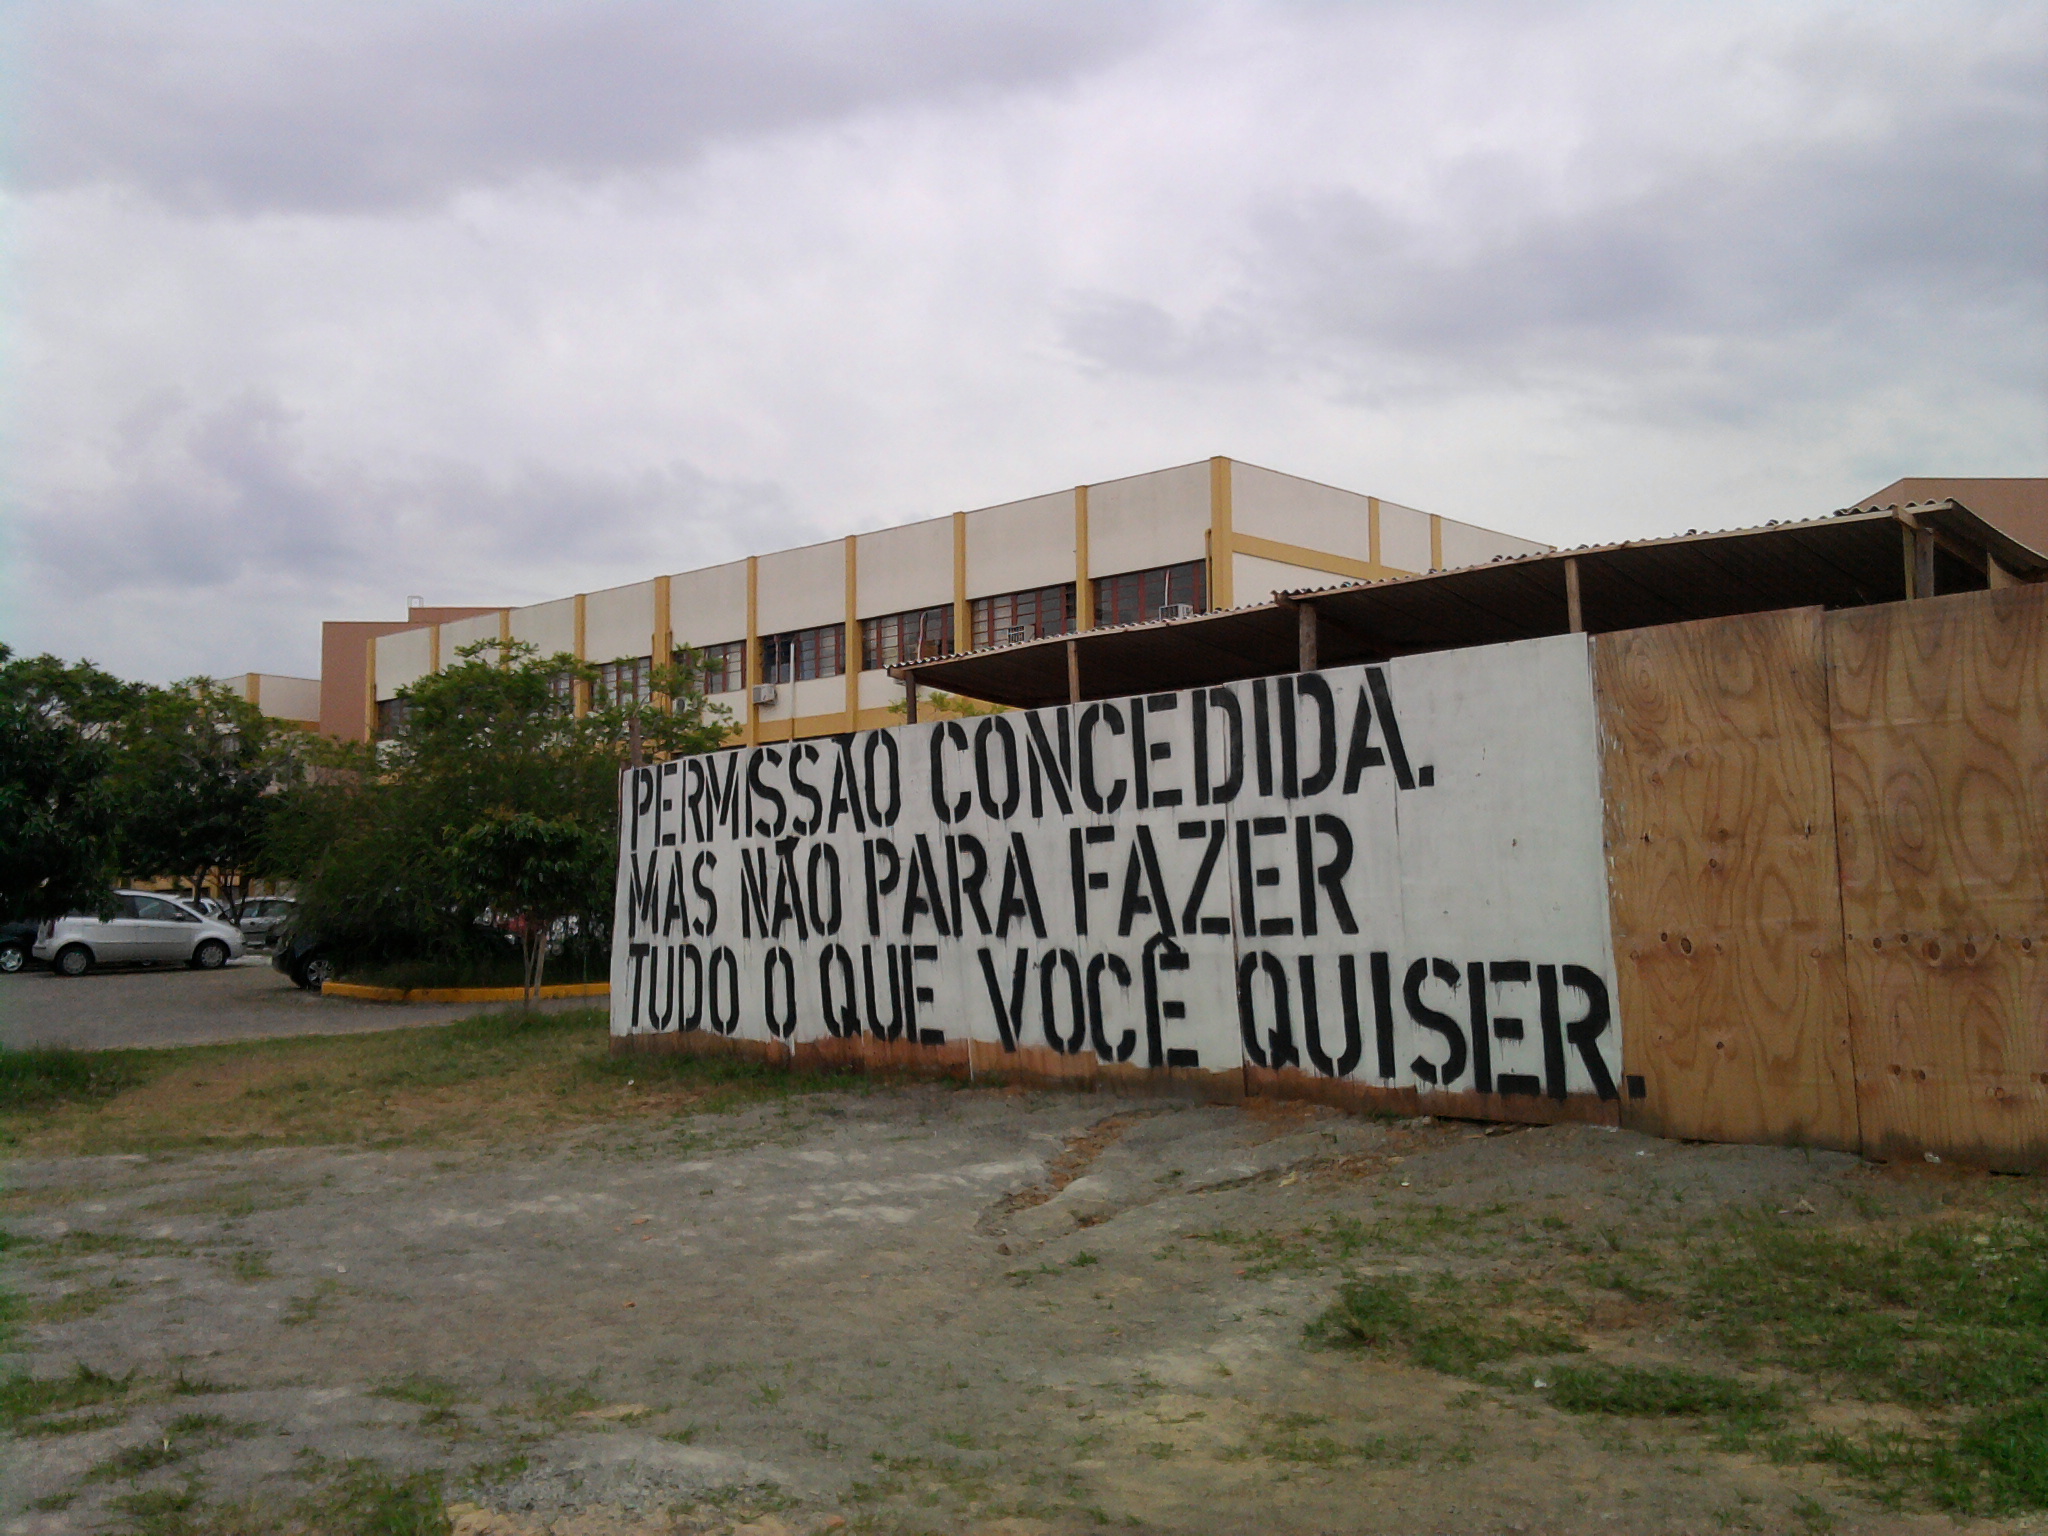 PERMISSÃO CONCEDIDA.
MAS NÃO PARA FAZER
TUDO O QUE VOCÊ QUISER